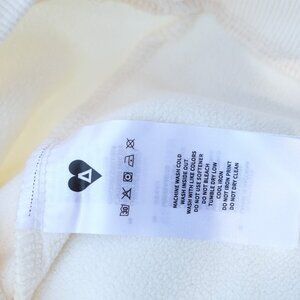 MACHINE WASH COLD
WASH INSIDE OUT
WASH WITH LIKE COLORS
DO NOT USE SOFTENER
DO NOT BLEACH
TUMBLE DRY LOW
COOL IRON
DO NOT IRON PRINT
DO NOT DRY CLEAN